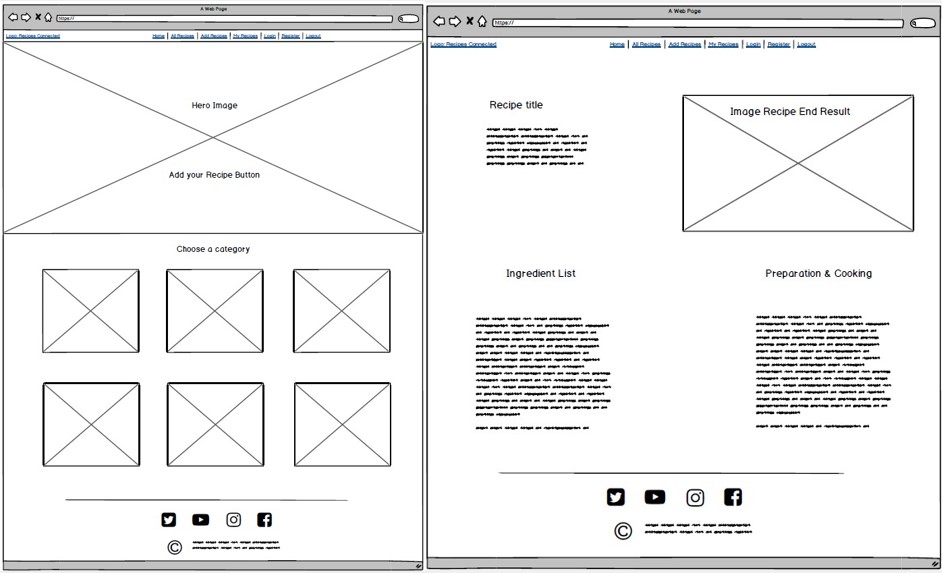 A Web Page
https://
Logo: Recipes Connected
Home | All Recipes | Add Recipes | My Recipes | Login | Register | Logout
Hero Image
Add your Recipe Button
Choose a category
©
A Web Page
https://
Logo: Recipes Connected
Home | All Recipes | Add Recipes | My Recipes | Login | Register | Logout
Recipe title
Image Recipe End Result
Ingredient List
Preparation & Cooking
©